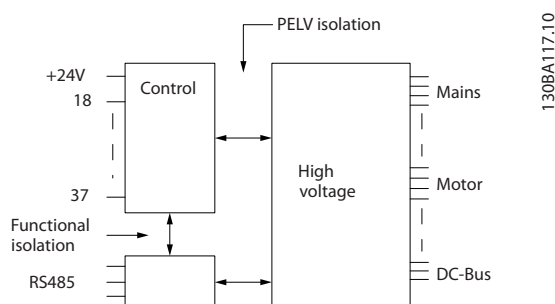 PELV isolation
+24V
18
37
Control
High
voltage
Mains
Motor
DC-Bus
Functional
isolation
RS485
130BA117.10